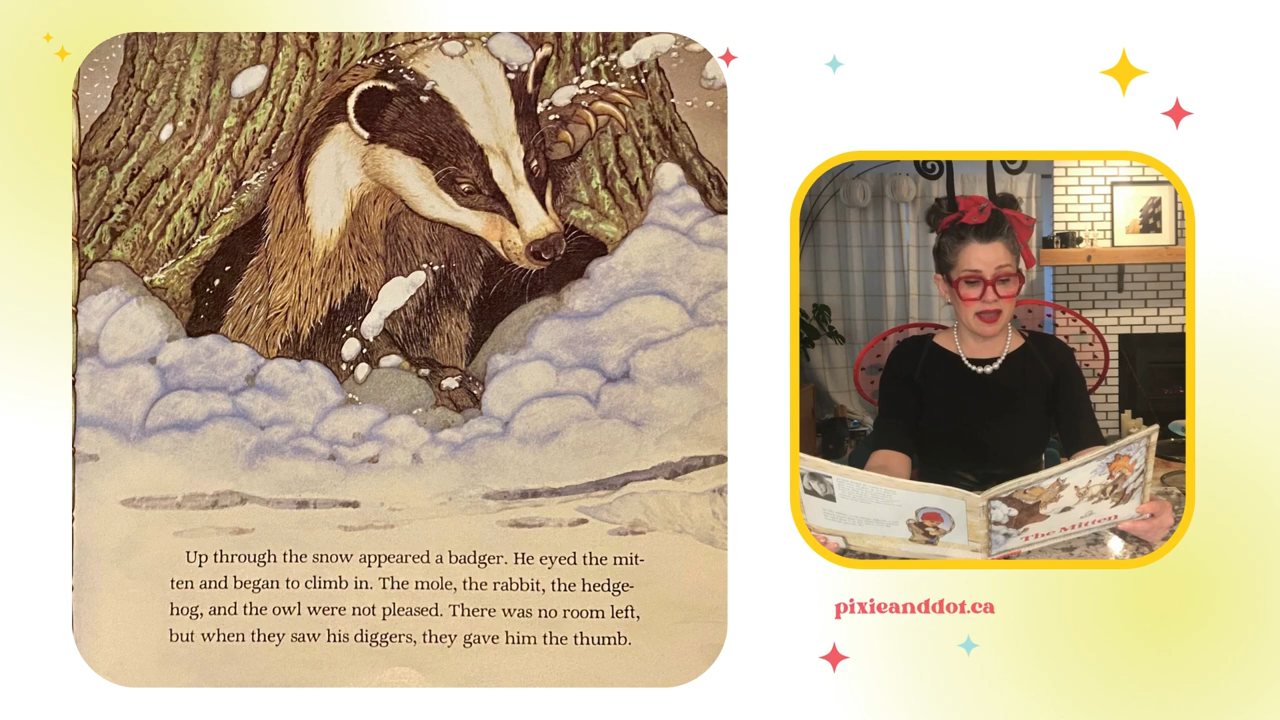 Up through the snow appeared a badger. He eyed the mit-
ten and began to climb in. The mole, the rabbit, the hedge-
hog, and the owl were not pleased. There was no room left,
but when they saw his diggers, they gave him the thumb.
The Mitten
pixieanddot.ca